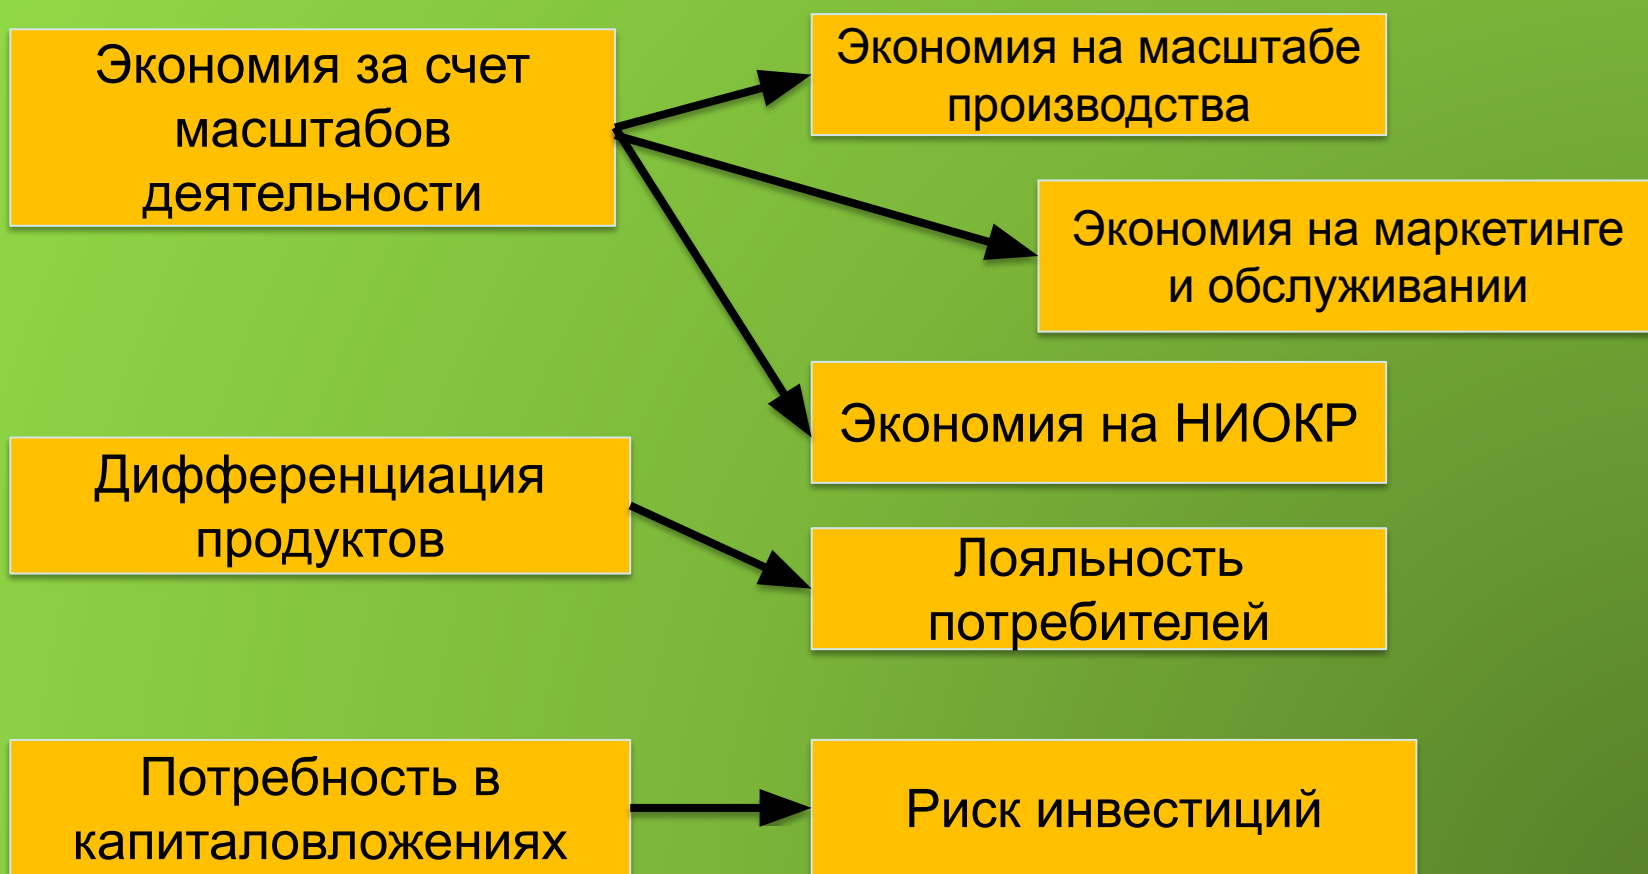 Экономия за счет
масштабов
деятельности
Экономия на масштабе
производства
Экономия на маркетинге
и обслуживании
Экономия на НИОКР
Дифференциация
продуктов
Лояльность
потребителей
Потребность в
капиталовложениях
Риск инвестиций